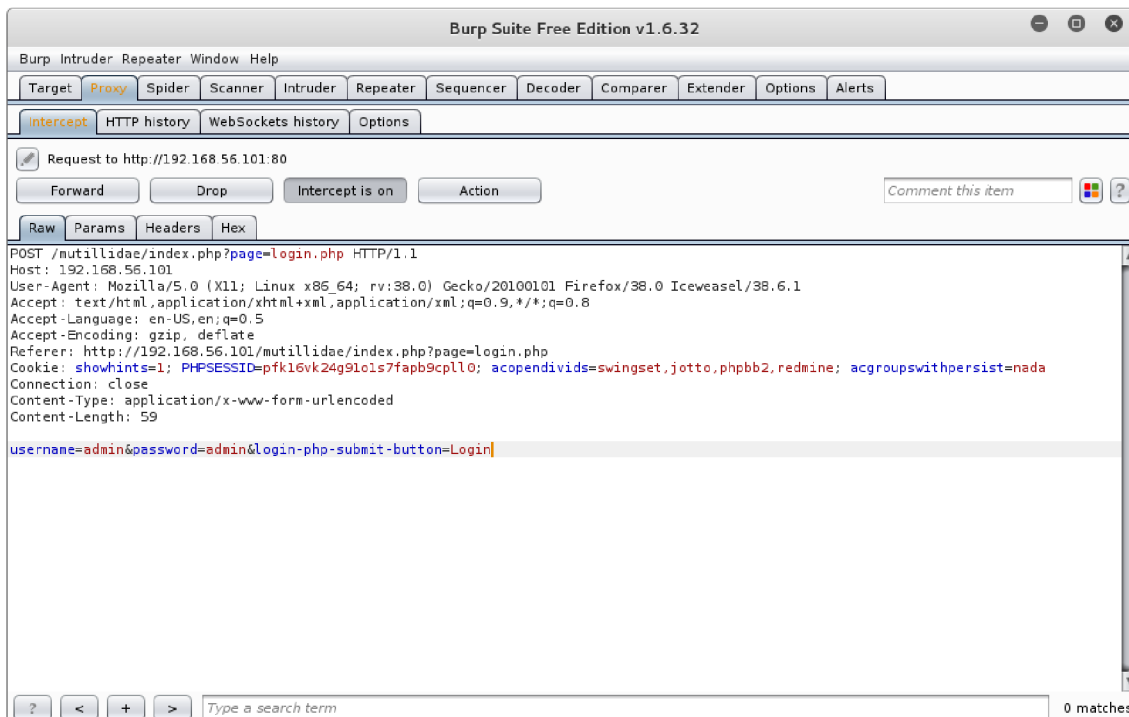 Burp Suite Free Edition v1.6.32
Burp Intruder Repeater Window Help
Target Proxy Spider Scanner Intruder Repeater Sequencer Decoder Comparer Extender Options Alerts
Intercept HTTP history WebSockets history Options
Request to http://192.168.56.101:80
Forward Drop Intercept is on Action Comment this item ?
Raw Params Headers Hex
POST /mutillidae/index.php?page=login.php HTTP/1.1
Host: 192.168.56.101
User-Agent: Mozilla/5.0 (X11; Linux x86_64; rv:38.0) Gecko/20100101 Firefox/38.0 Iceweasel/38.6.1
Accept: text/html,application/xhtml+xml,application/xml;q=0.9,*/*;q=0.8
Accept-Language: en-US,en;q=0.5
Accept-Encoding: gzip, deflate
Referer: http://192.168.56.101/mutillidae/index.php?page=login.php
Cookie: showhints=1; PHPSESSID=pfk16vk24g91o1s7fapb9cpll0; acopendivids=swingset,jotto,phpbb2,redmine; acgroupswithpersist=nada
Connection: close
Content-Type: application/x-www-form-urlencoded
Content-Length: 59
username=admin&password=admin&login-php-submit-button=Login
? < + > Type a search term 0 matches